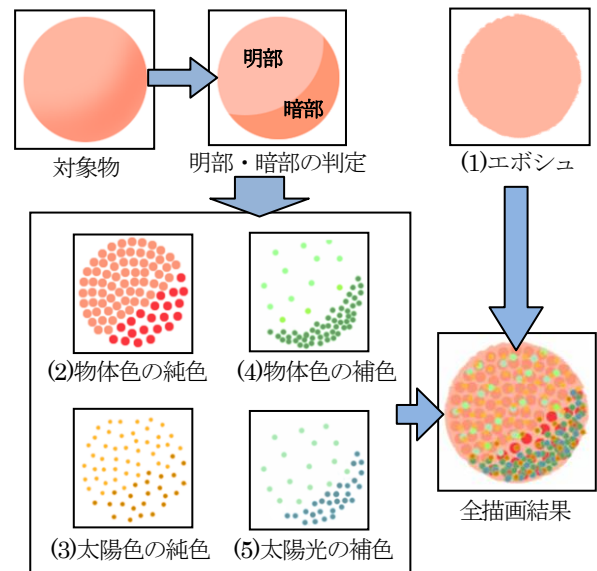 明部
暗部
対象物
明部・暗部の判定
(1)エボシュ
(2)物体色の純色
(4)物体色の補色
(3)太陽色の純色
(5)太陽光の補色
全描画結果